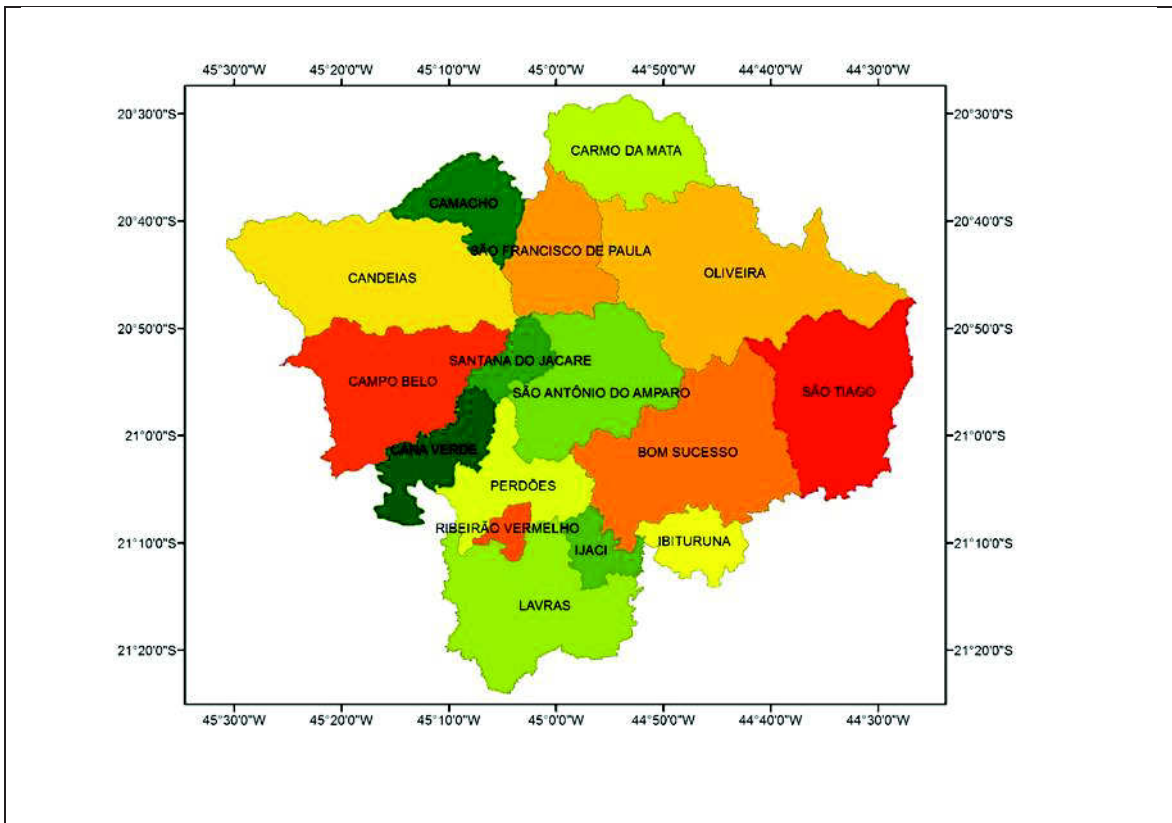 45°30'0"W 45°20'0"W 45°10'0"W 45°0'0"W 44°50'0"W 44°40'0"W 44°30'0"W
20°30'0"S 20°30'0"S
CARMO DA MATA
CAMACHO
20°40'0"S 20°40'0"S
SÃO FRANCISCO DE PAULA
OLIVEIRA
CANDEIAS
20°50'0"S 20°50'0"S
SANTANA DO JACARE
CAMPO BELO
SÃO ANTÔNIO DO AMPARO
SÃO TIAGO
21°0'0"S 21°0'0"S
CANA VERDE
BOM SUCESSO
PERDÕES
RIBEIRÃO VERMELHO
21°10'0"S 21°10'0"S
IBITURUNA
IJACI
LAVRAS
21°20'0"S 21°20'0"S
45°30'0"W 45°20'0"W 45°10'0"W 45°0'0"W 44°50'0"W 44°40'0"W 44°30'0"W